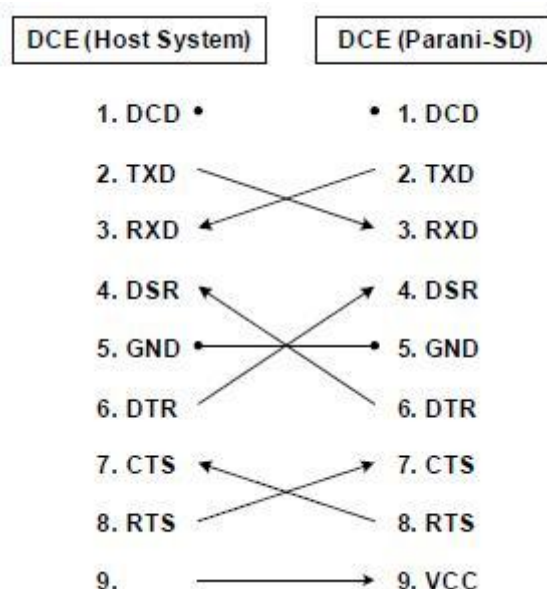 DCE (Host System) DCE (Parani-SD)
1. DCD 1. DCD
2. TXD 2. TXD
3. RXD 3. RXD
4. DSR 4. DSR
5. GND 5. GND
6. DTR 6. DTR
7. CTS 7. CTS
8. RTS 8. RTS
9. 9. VCC